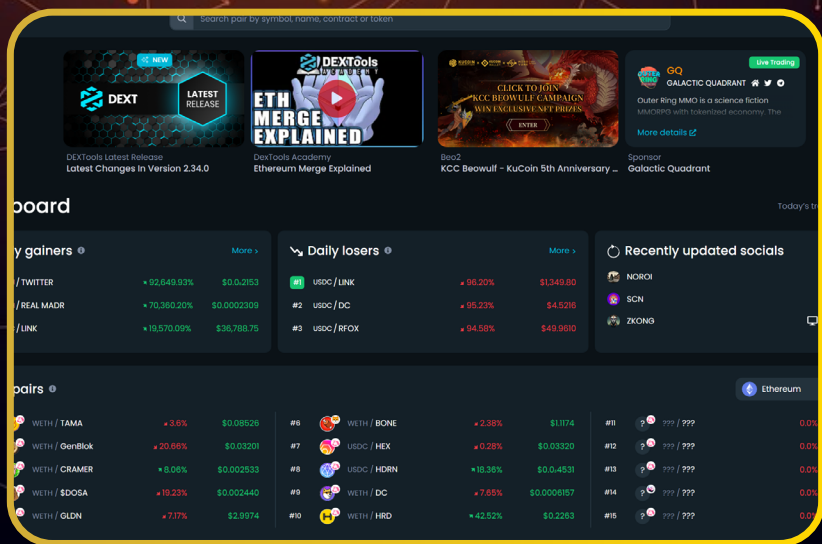 Search pair by symbol, name, contract or token
NEW
DEXT
LATEST
RELEASE
DEXTools Latest Release
Latest Changes In Version 2.34.0
DEXTools
ACADEMY
ETH
MERGE
EXPLAINED
DexTools Academy
Ethereum Merge Explained
CLICK TO JOIN
KCC BEOWULF CAMPAIGN
WIN EXCLUSIVE NFT PRIZES
ENTER
Beo2
KCC Beowulf - KuCoin 5th Anniversary ...
Live Trading
GQ
GALACTIC QUADRANT
Outer Ring MMO is a science fiction
MMORPG with tokenized economy. The
More details
Sponsor
Galactic Quadrant
board
Today's tr
y gainers
More >
/ TWITTER 92,649.93% $0.0₅2153
/ REAL MADR 70,360.20% $0.0002309
/ LINK 19,570.09% $36,788.75
Daily losers
More >
#1 USDC / LINK 96.20% $1,349.80
#2 USDC / DC 95.23% $4.5216
#3 USDC / RFOX 94.58% $49.9610
Recently updated socials
NOROI
SCN
ZKONG
pairs
Ethereum
WETH / TAMA 3.6% $0.08526
WETH / GenBlok 20.66% $0.03201
WETH / CRAMER 8.06% $0.002533
WETH / $DOSA 19.23% $0.002440
WETH / GLDN 7.17% $2.9974
#6 WETH / BONE 2.38% $1.1174
#7 USDC / HEX 0.28% $0.03320
#8 USDC / HDRN 18.36% $0.0₅4531
#9 WETH / DC 7.65% $0.0006157
#10 WETH / HRD 42.52% $0.2263
#11 ??? / ??? 0.0%
#12 ??? / ??? 0.0%
#13 ??? / ??? 0.0%
#14 ??? / ??? 0.0%
#15 ??? / ??? 0.0%